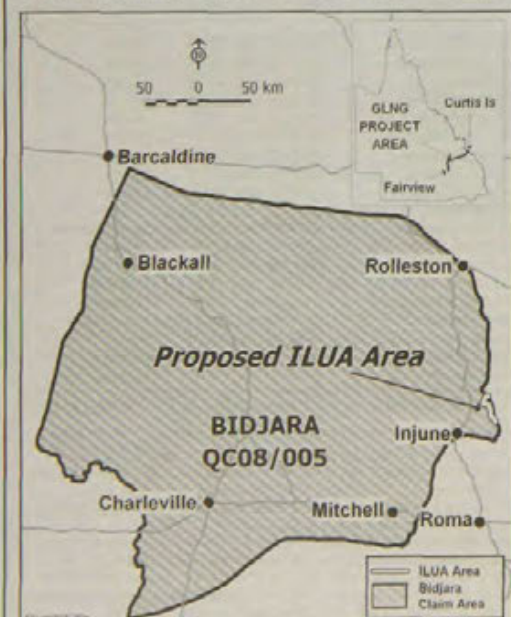 50 0 50 km
GLNG
PROJECT
AREA
Curtis Is
Fairview
Barcaldine
Blackall
Rolleston
Proposed ILUA Area
BIDJARA
QC08/005
Injune
Charleville
Mitchell
Roma
ILUA Area
Bidjara
Claim Area